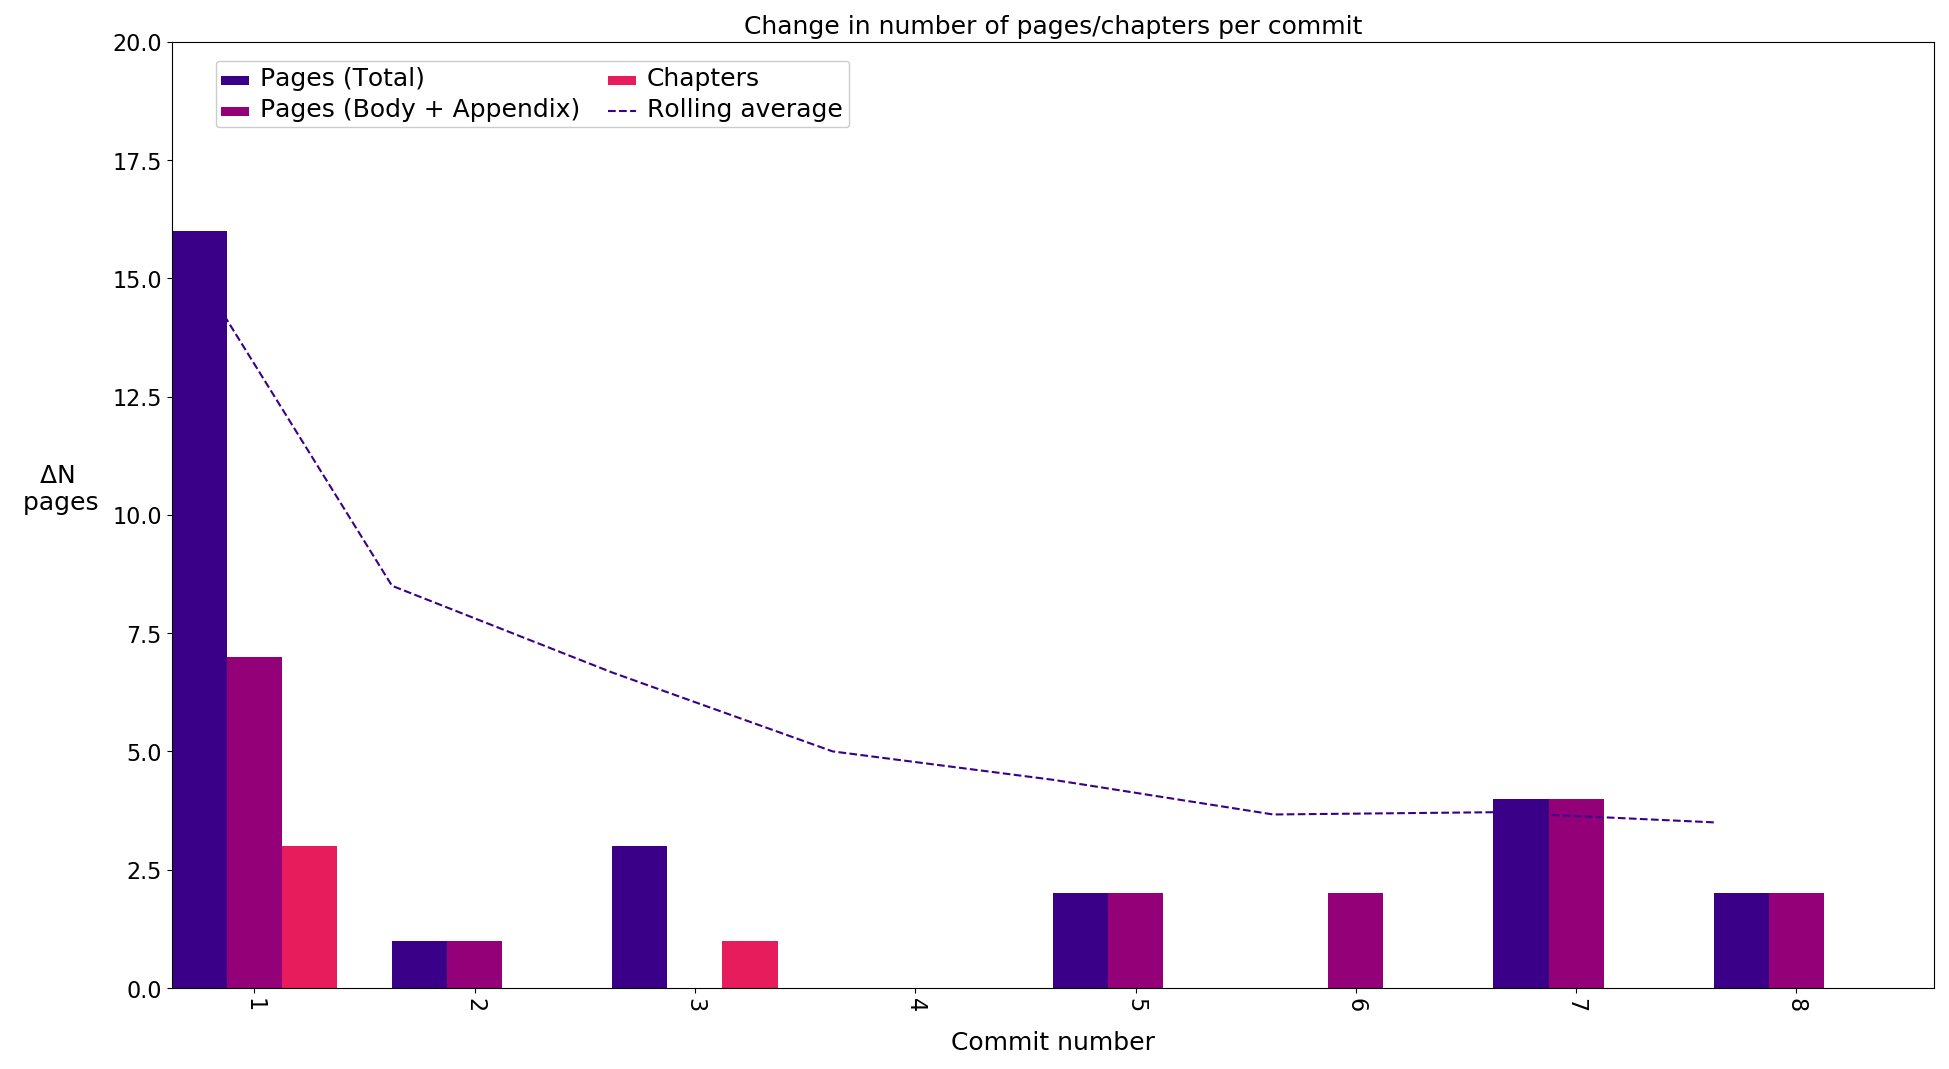 Change in number of pages/chapters per commit
Pages (Total)
Pages (Body + Appendix)
Chapters
Rolling average
ΔN
pages
20.0
17.5
15.0
12.5
10.0
7.5
5.0
2.5
0.0
1 2 3 4 5 6 7 8
Commit number